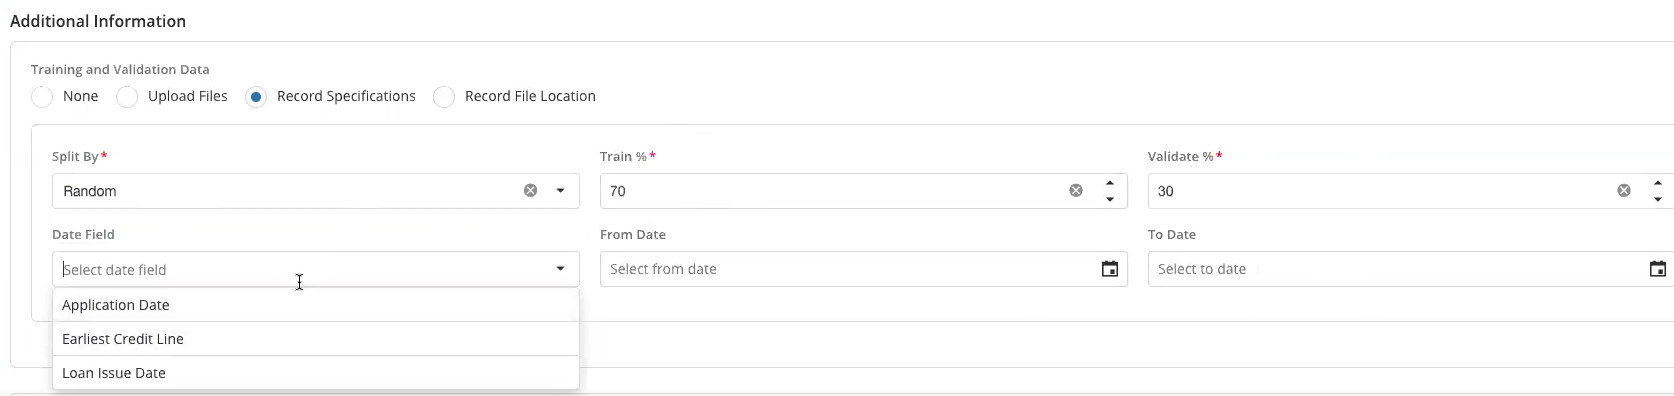 Additional Information
Training and Validation Data
None Upload Files Record Specifications Record File Location
Split By* Train %* Validate %*
Random 70 30
Date Field From Date To Date
Select date field Select from date Select to date
Application Date
Earliest Credit Line
Loan Issue Date